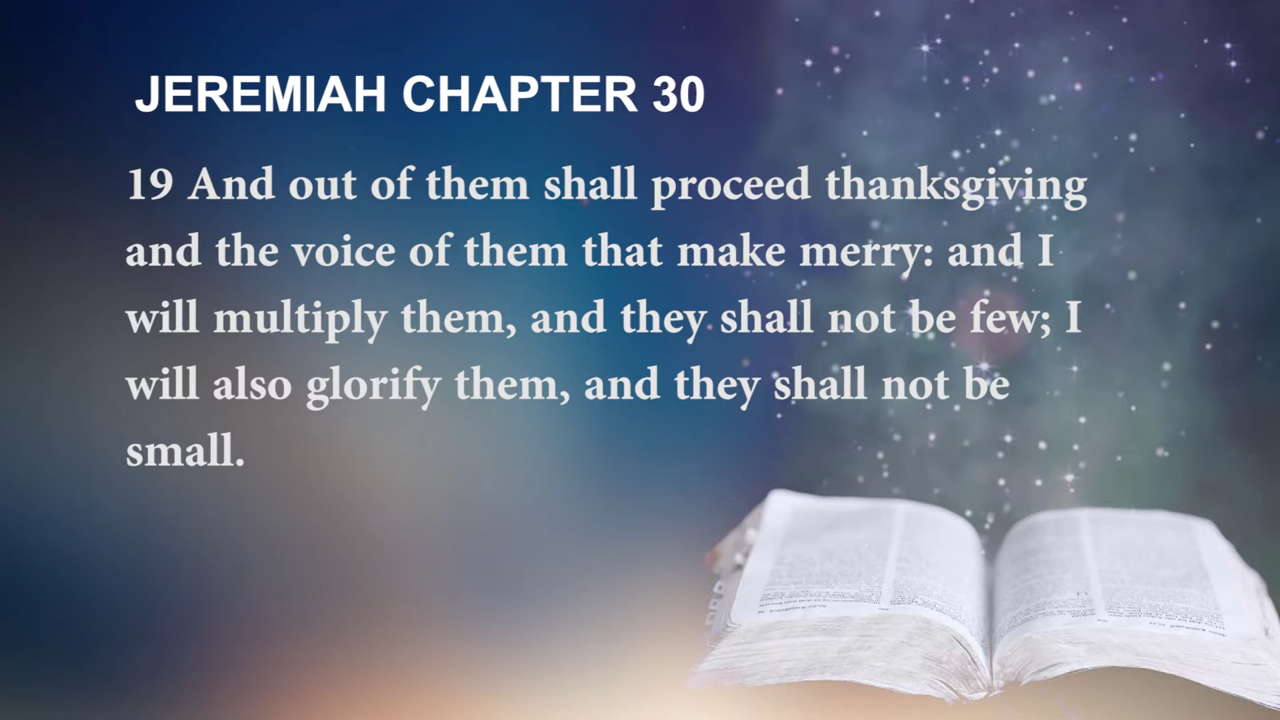 JEREMIAH CHAPTER 30
19 And out of them shall proceed thanksgiving
and the voice of them that make merry: and I
will multiply them, and they shall not be few; I
will also glorify them, and they shall not be
small.